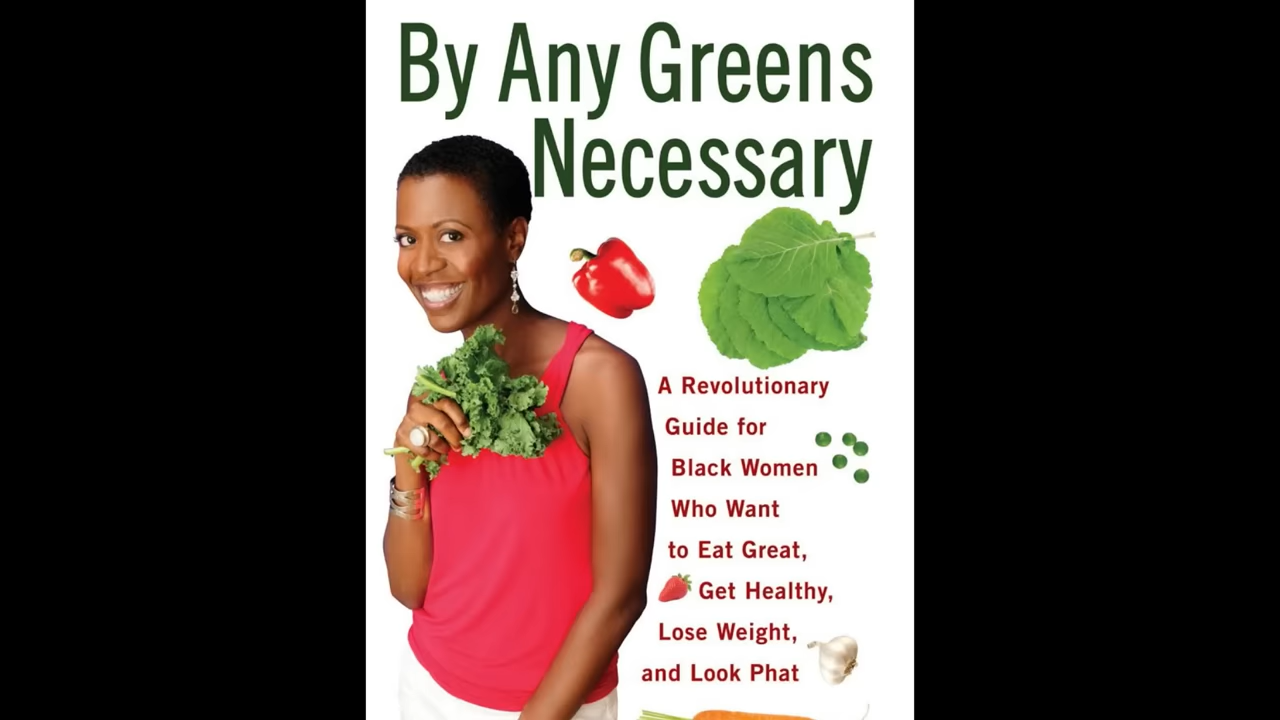 By Any Greens
Necessary
A Revolutionary
Guide for
Black Women
Who Want
to Eat Great,
Get Healthy,
Lose Weight,
and Look Phat